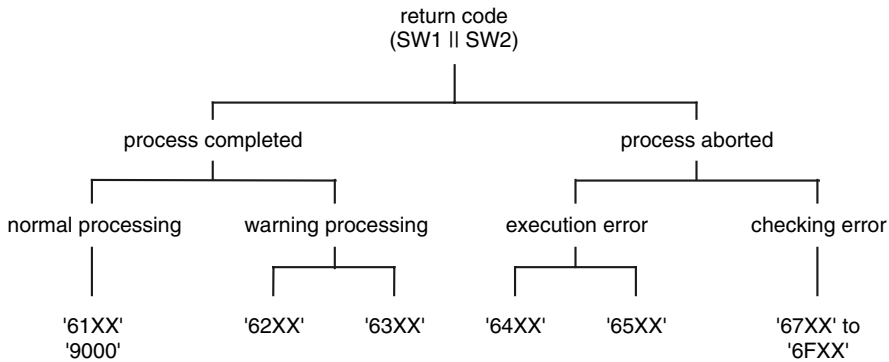 return code
(SW1 || SW2)
process completed
process aborted
normal processing
warning processing
execution error
checking error
'61XX'
'9000'
'62XX'
'63XX'
'64XX'
'65XX'
'67XX' to
'6FXX'